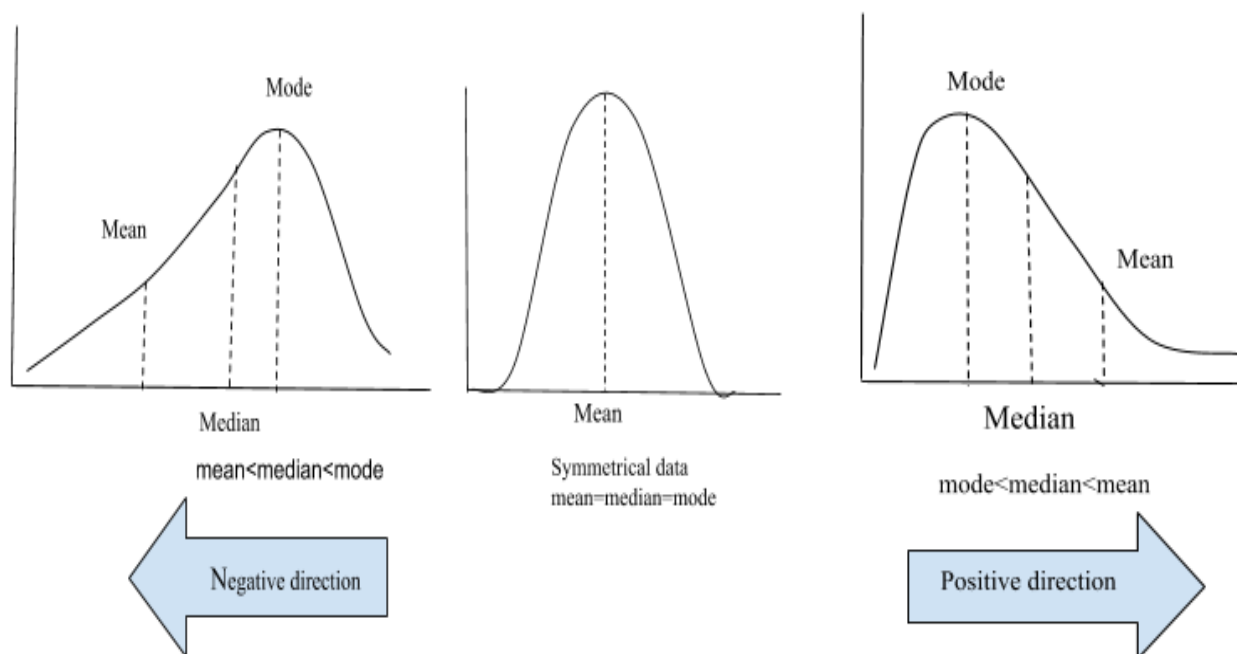 Mode
Mean
Median
mean<median<mode
Negative direction
Mean
Symmetrical data
mean=median=mode
Mode
Mean
Median
mode<median<mean
Positive direction